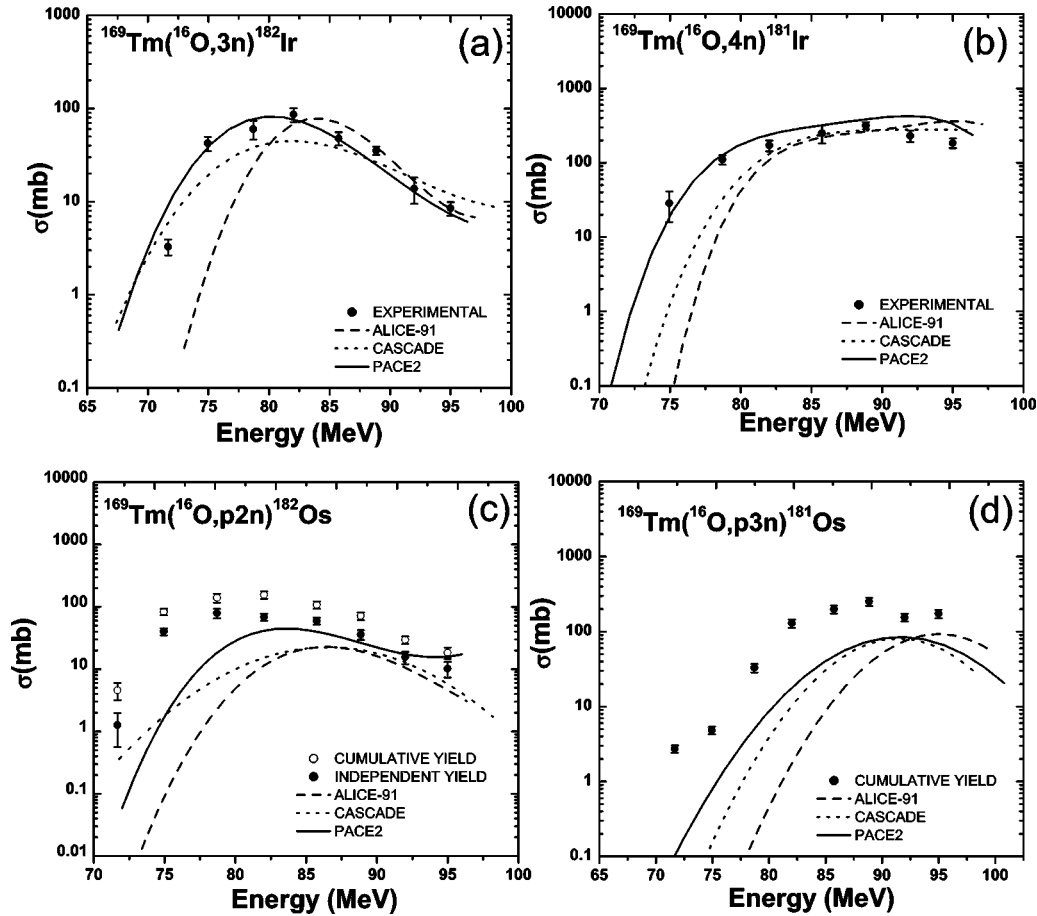 ¹⁶⁹Tm(¹⁶O,3n)¹⁸²Ir
(a)
σ(mb)
1000
100
10
1
0.1
EXPERIMENTAL
ALICE-91
CASCADE
PACE2
65 70 75 80 85 90 95 100
Energy (MeV)
¹⁶⁹Tm(¹⁶O,4n)¹⁸¹Ir
(b)
σ(mb)
10000
1000
100
10
1
0.1
EXPERIMENTAL
ALICE-91
CASCADE
PACE2
70 75 80 85 90 95 100
Energy (MeV)
¹⁶⁹Tm(¹⁶O,p2n)¹⁸²Os
(c)
σ(mb)
10000
1000
100
10
1
0.1
0.01
CUMULATIVE YIELD
INDEPENDENT YIELD
ALICE-91
CASCADE
PACE2
70 75 80 85 90 95 100
Energy (MeV)
¹⁶⁹Tm(¹⁶O,p3n)¹⁸¹Os
(d)
σ(mb)
10000
1000
100
10
1
0.1
CUMULATIVE YIELD
ALICE-91
CASCADE
PACE2
65 70 75 80 85 90 95 100
Energy (MeV)